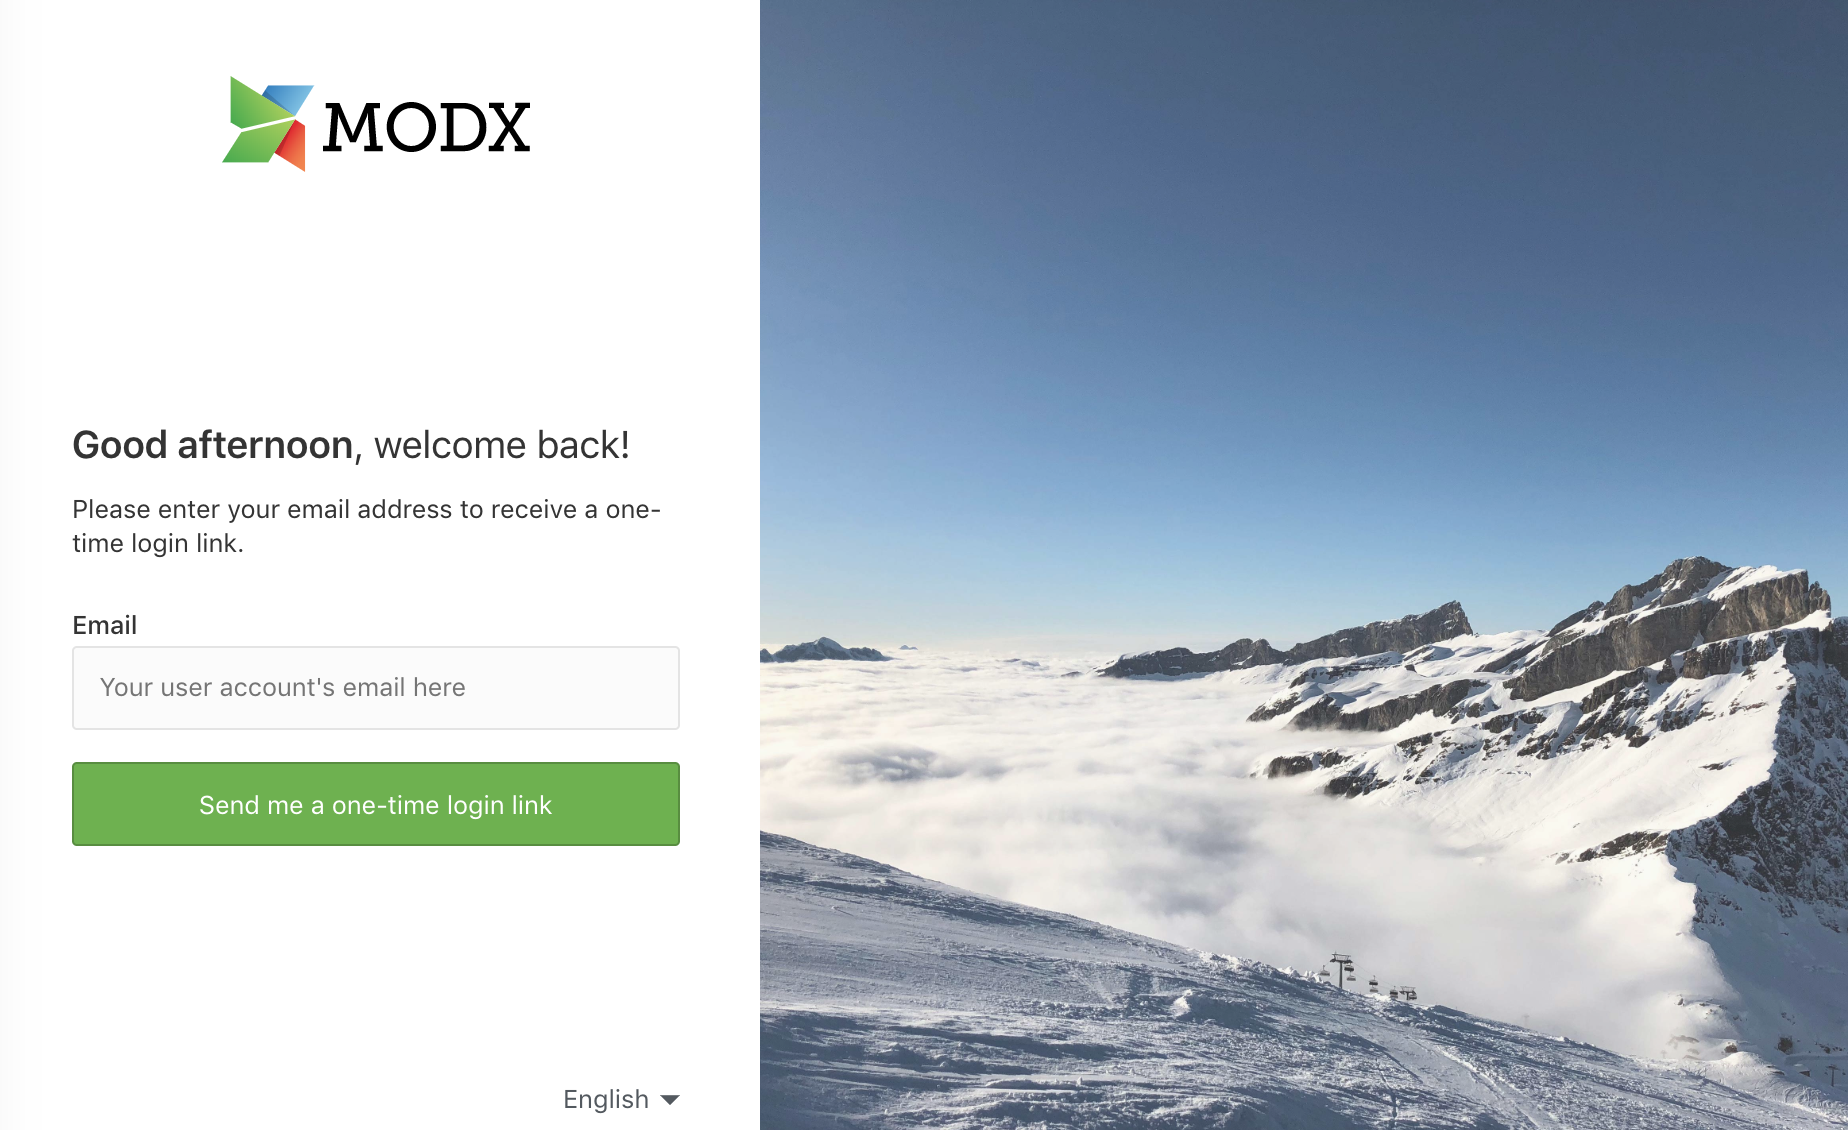 MODX
Good afternoon, welcome back!
Please enter your email address to receive a one-
time login link.
Email
Your user account's email here
Send me a one-time login link
English